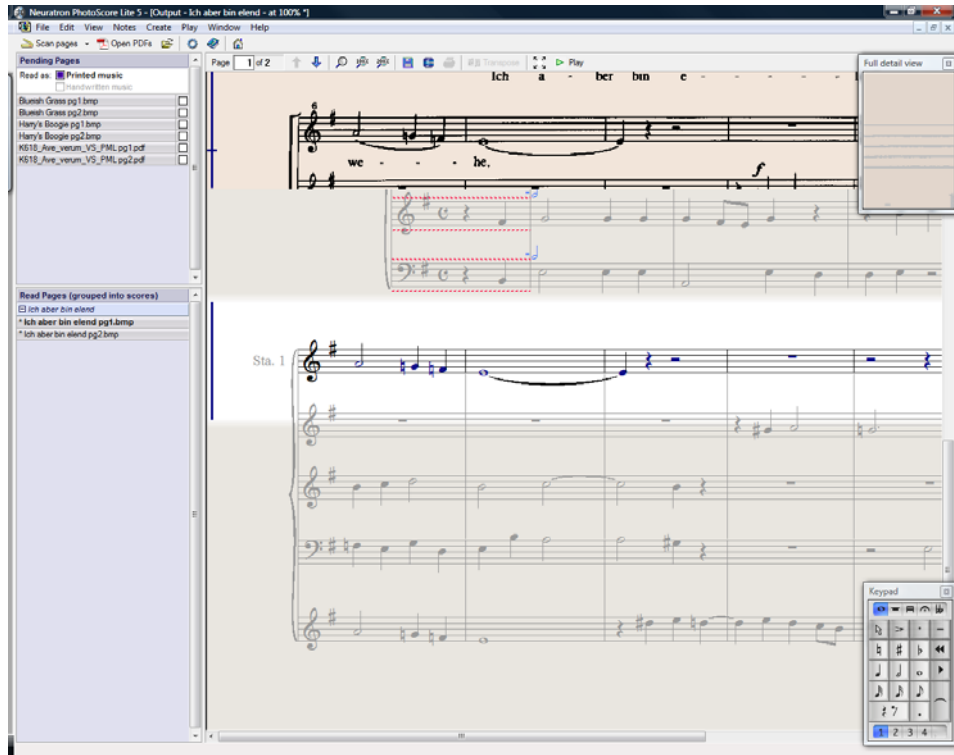 Neuratron PhotoScore Lite 5 - [Output - Ich aber bin elend - at 100% *]
File Edit View Notes Create Play Window Help
Scan pages Open PDFs
Pending Pages
Read as: Printed music
Handwritten music
Blueish Grass pg1.bmp
Blueish Grass pg2.bmp
Harry's Boogie pg1.bmp
Harry's Boogie pg2.bmp
K618_Ave_verum_VS_PML pg1.pdf
K618_Ave_verum_VS_PML pg2.pdf
Read Pages (grouped into scores)
Ich aber bin elend
* Ich aber bin elend pg1.bmp
* Ich aber bin elend pg2.bmp
Page 1 of 2 Transpose Play
Full detail view
Ich a - ber bin e - - - -
6
we - - he,
f
Sta. 1
Keypad
1 2 3 4